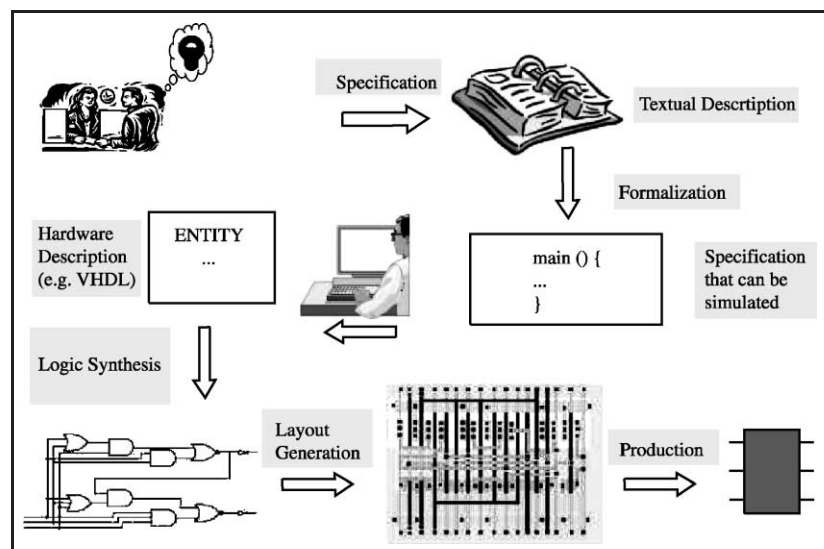 Specification
Textual Descrtiption
Formalization
main () {
...
}
Specification
that can be
simulated
ENTITY
...
Hardware
Description
(e.g. VHDL)
Logic Synthesis
Layout
Generation
Production